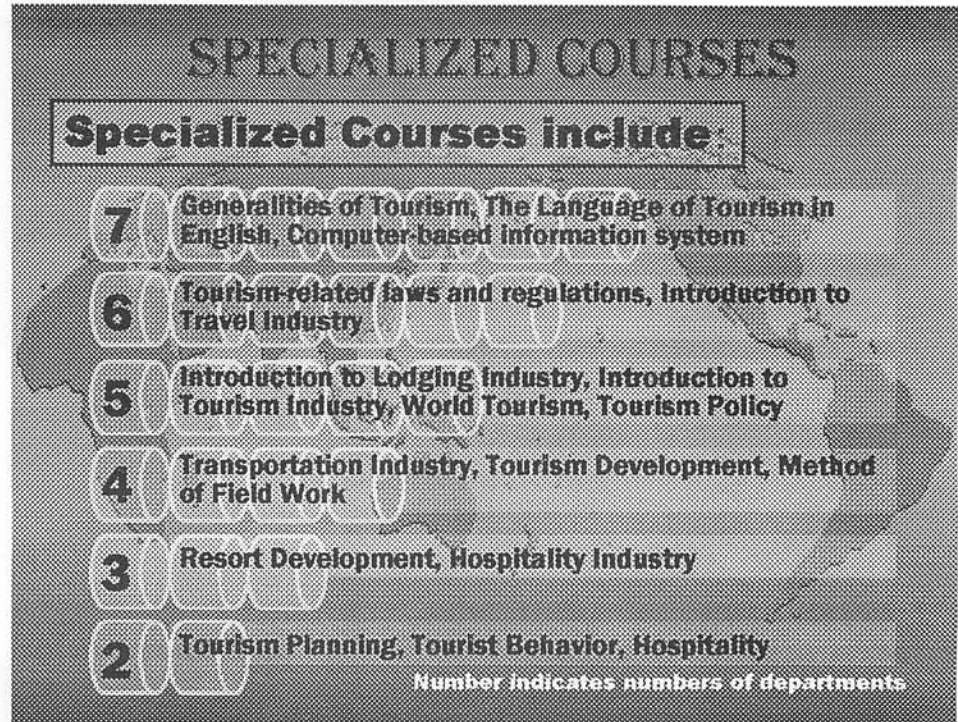 SPECIALIZED COURSES
Specialized Courses include:
7
Generalities of Tourism, The Language of Tourism in
English, Computer-based information system
6
Tourism-related laws and regulations, Introduction to
Travel Industry
5
Introduction to Lodging Industry, Introduction to
Tourism Industry, World Tourism, Tourism Policy
4
Transportation Industry, Tourism Development, Method
of Field Work
3
Resort Development, Hospitality Industry
2
Tourism Planning, Tourist Behavior, Hospitality
Number indicates numbers of departments